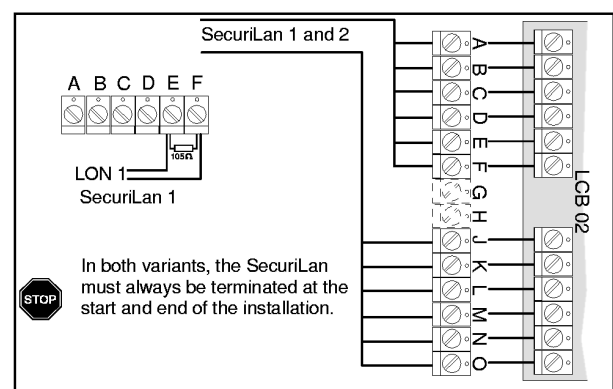 SecuriLan 1 and 2
A B C D E F
105Ω
LON 1
SecuriLan 1
In both variants, the SecuriLan
must always be terminated at the
start and end of the installation.
STOP
A
B
C
D
E
F
G
H
J
K
L
M
N
O
LCB 02